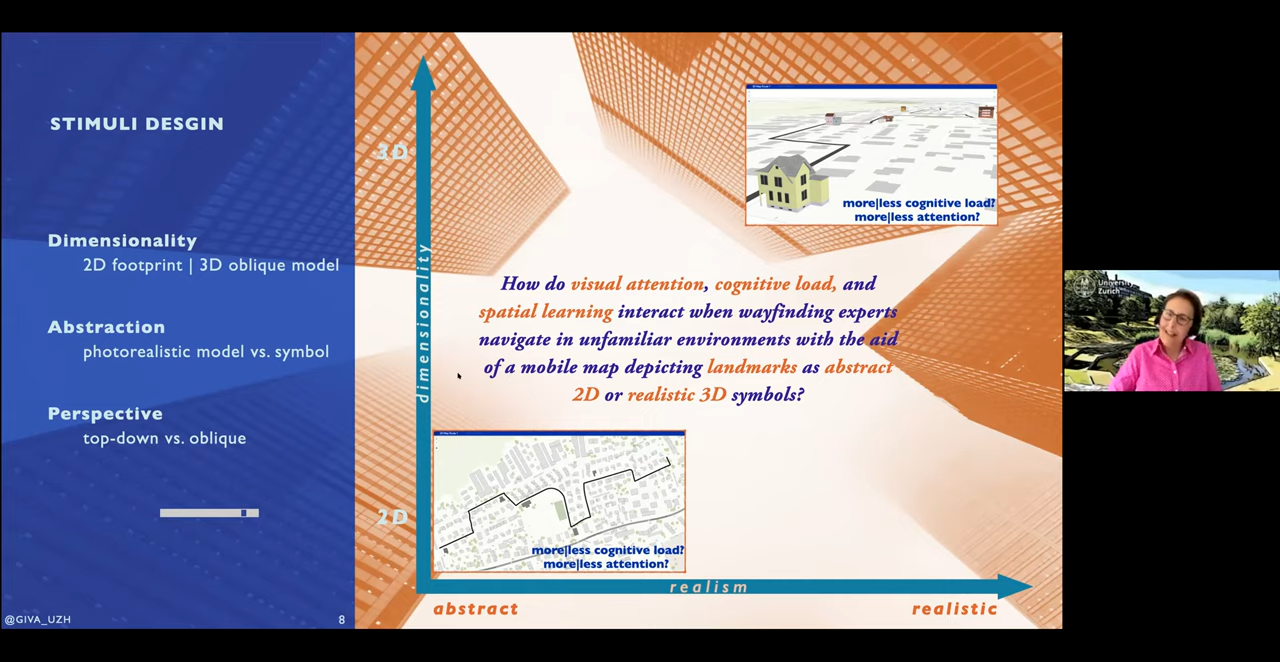 STIMULI DESGIN
Dimensionality
2D footprint | 3D oblique model
Abstraction
photorealistic model vs. symbol
Perspective
top-down vs. oblique
@GIVA_UZH
8
3D
dimensionality
2D
more|less cognitive load?
more|less attention?
How do visual attention, cognitive load, and
spatial learning interact when wayfinding experts
navigate in unfamiliar environments with the aid
of a mobile map depicting landmarks as abstract
2D or realistic 3D symbols?
more|less cognitive load?
more|less attention?
realism
abstract
realistic
University
Zurich